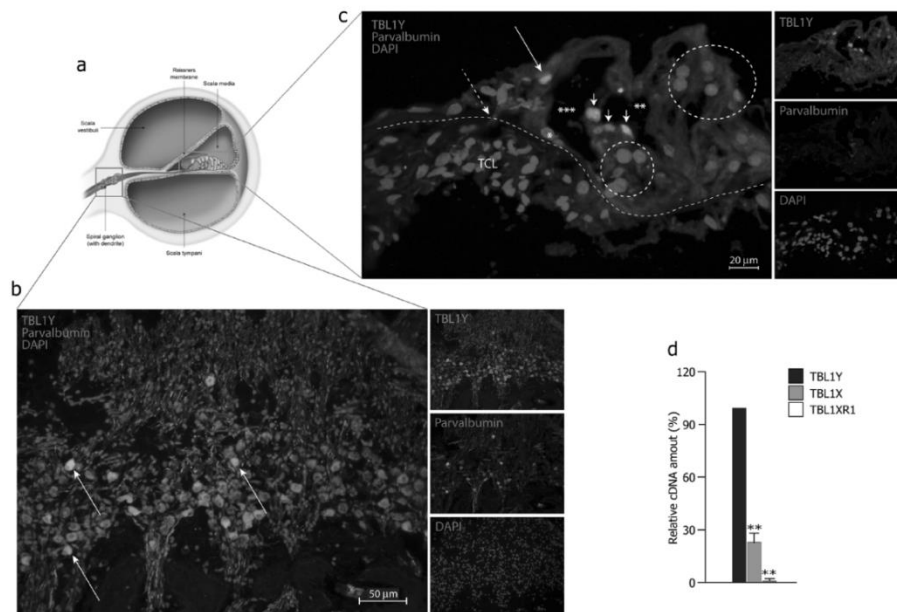 a
Reissners
membrane
Scala media
Scala
vestibuli
Spiral ganglion
(with dendrite)
Scala tympani
c
TBL1Y
Parvalbumin
DAPI
***
**
TCL
20 µm
TBL1Y
Parvalbumin
DAPI
b
TBL1Y
Parvalbumin
DAPI
50 µm
TBL1Y
Parvalbumin
DAPI
d
Relative cDNA amout (%)
120
90
60
30
0
**
**
TBL1Y
TBL1X
TBL1XR1